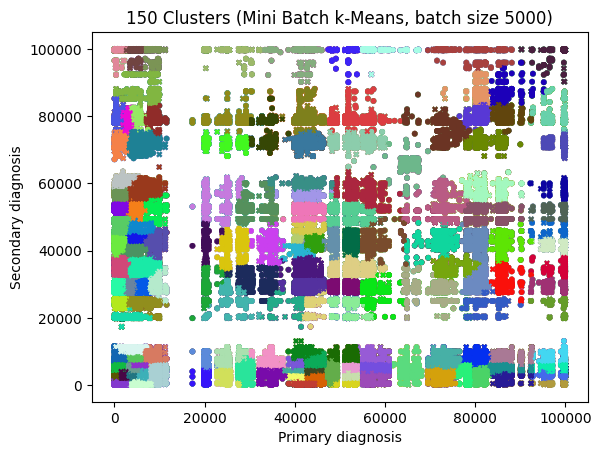 150 Clusters (Mini Batch k-Means, batch size 5000)
100000
80000
60000
40000
20000
0
Secondary diagnosis
0 20000 40000 60000 80000 100000
Primary diagnosis